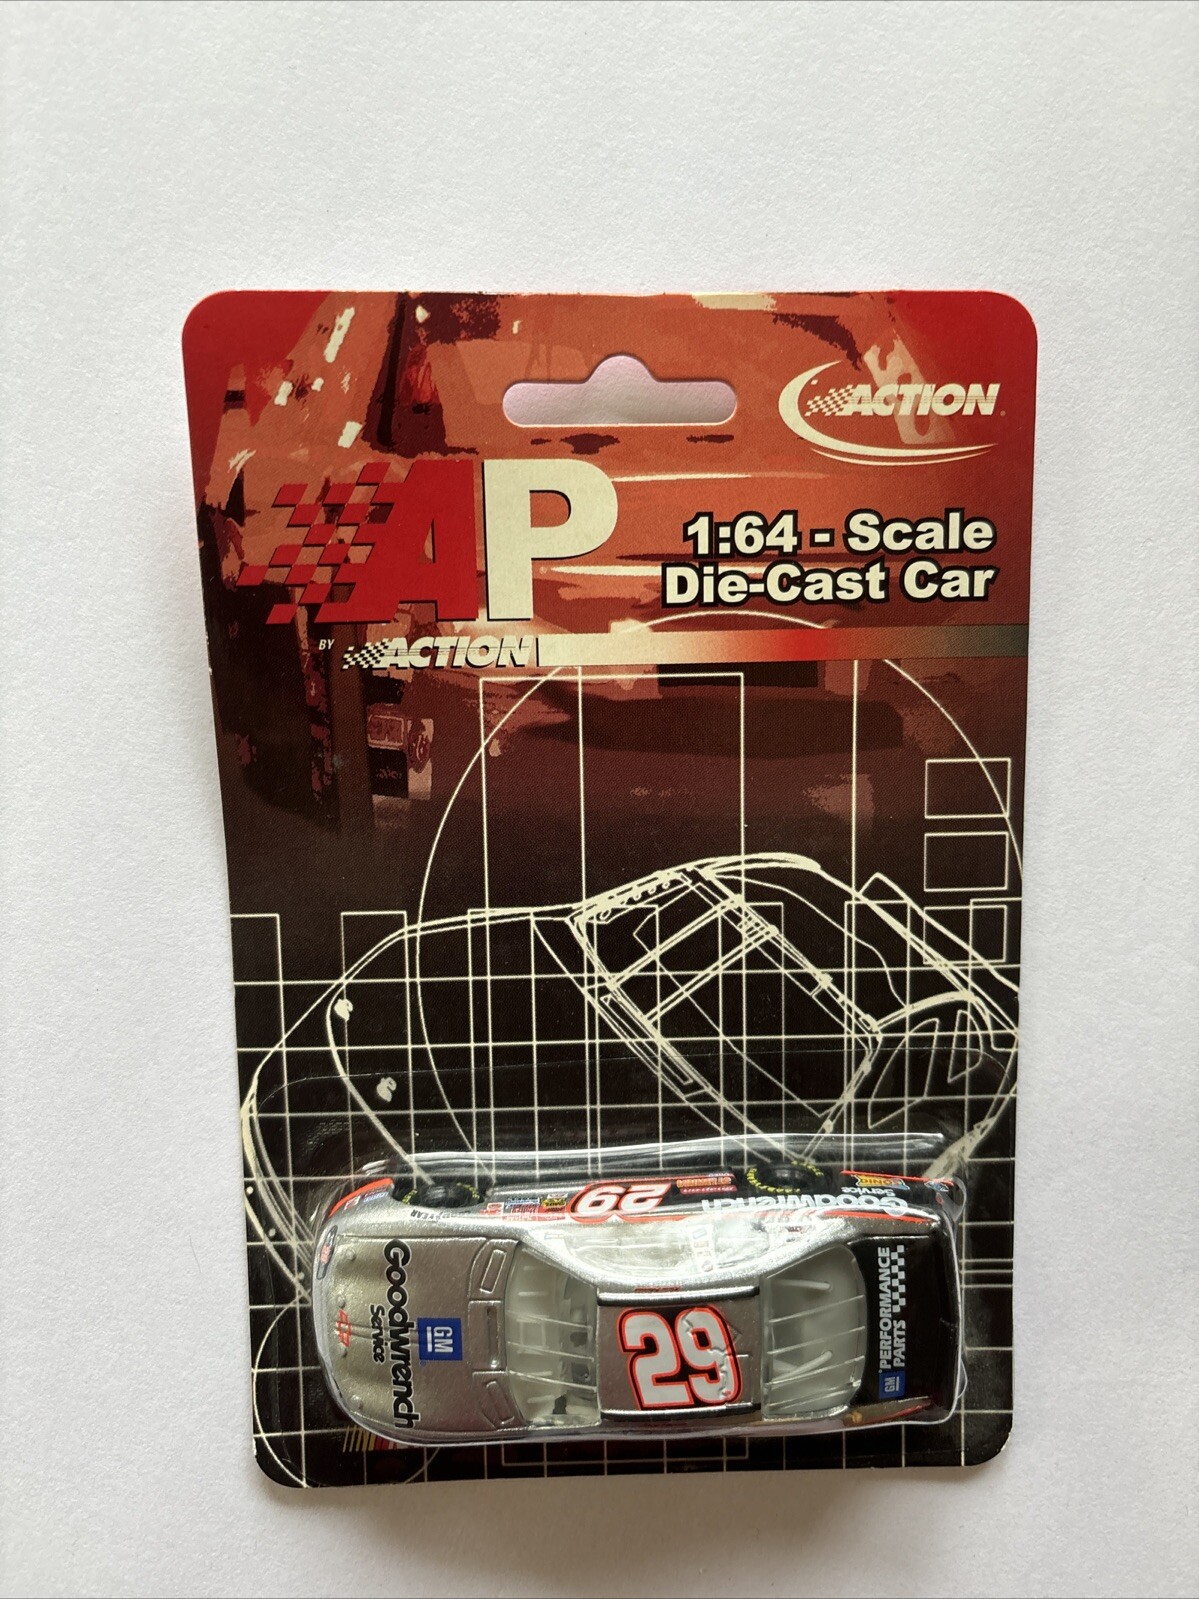 ACTION
AP
1:64 - Scale
Die-Cast Car
BY ACTION
29
Goodwrench
Service
Goodwrench
Service
GM
29
GM PERFORMANCE
PARTS